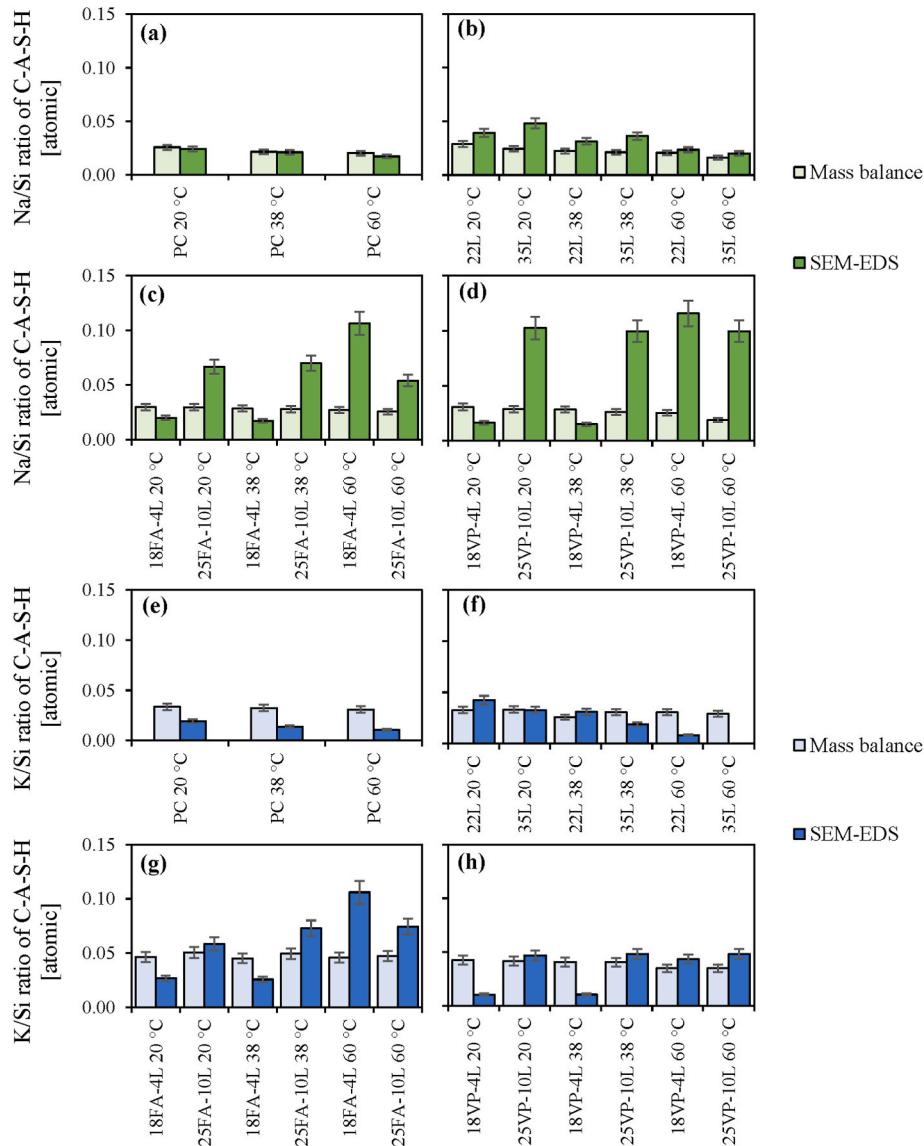 Na/Si ratio of C-A-S-H
[atomic]
0.15
0.10
0.05
0.00
(a)
PC 20 °C
PC 38 °C
PC 60 °C
(b)
22L 20 °C
35L 20 °C
22L 38 °C
35L 38 °C
22L 60 °C
35L 60 °C
Mass balance
SEM-EDS
Na/Si ratio of C-A-S-H
[atomic]
0.15
0.10
0.05
0.00
(c)
18FA-4L 20 °C
25FA-10L 20 °C
18FA-4L 38 °C
25FA-10L 38 °C
18FA-4L 60 °C
25FA-10L 60 °C
(d)
18VP-4L 20 °C
25VP-10L 20 °C
18VP-4L 38 °C
25VP-10L 38 °C
18VP-4L 60 °C
25VP-10L 60 °C
K/Si ratio of C-A-S-H
[atomic]
0.15
0.10
0.05
0.00
(e)
PC 20 °C
PC 38 °C
PC 60 °C
(f)
22L 20 °C
35L 20 °C
22L 38 °C
35L 38 °C
22L 60 °C
35L 60 °C
Mass balance
SEM-EDS
K/Si ratio of C-A-S-H
[atomic]
0.15
0.10
0.05
0.00
(g)
18FA-4L 20 °C
25FA-10L 20 °C
18FA-4L 38 °C
25FA-10L 38 °C
18FA-4L 60 °C
25FA-10L 60 °C
(h)
18VP-4L 20 °C
25VP-10L 20 °C
18VP-4L 38 °C
25VP-10L 38 °C
18VP-4L 60 °C
25VP-10L 60 °C